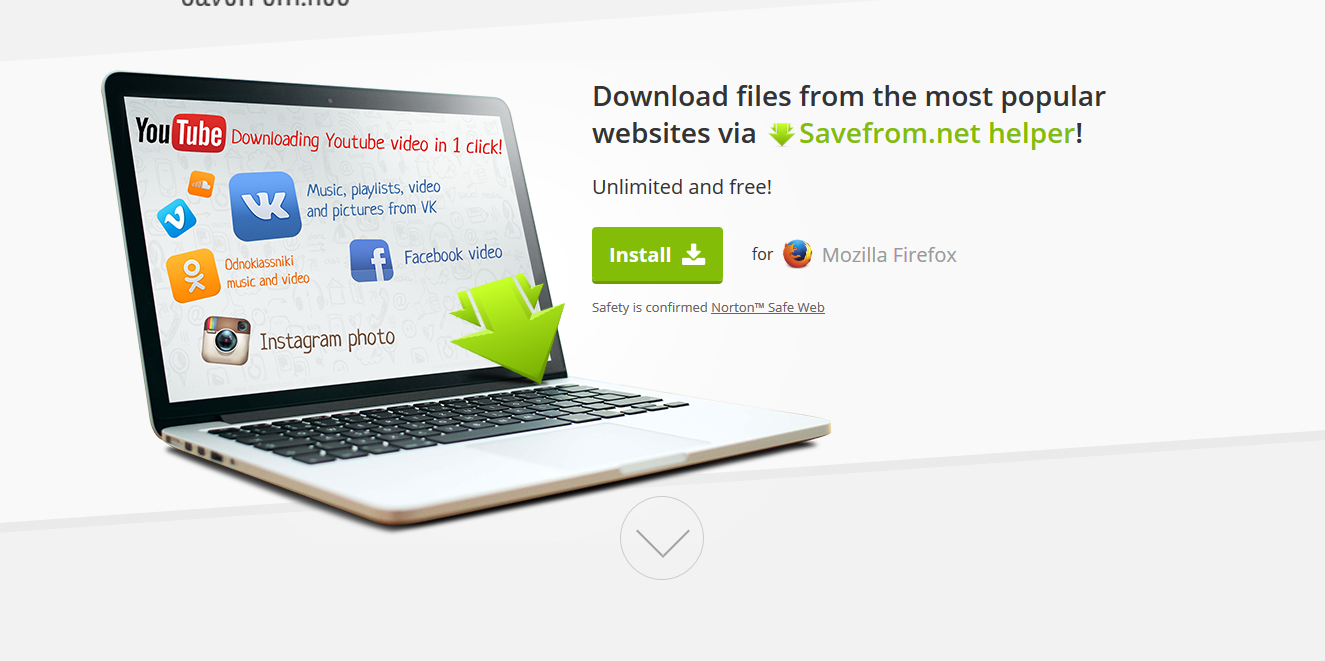 savefrom.net
Download files from the most popular
websites via Savefrom.net helper!
Unlimited and free!
Install for Mozilla Firefox
Safety is confirmed Norton™ Safe Web
YouTube Downloading Youtube video in 1 click!
Music, playlists, video
and pictures from VK
Odnoklassniki
music and video
f Facebook video
Instagram photo